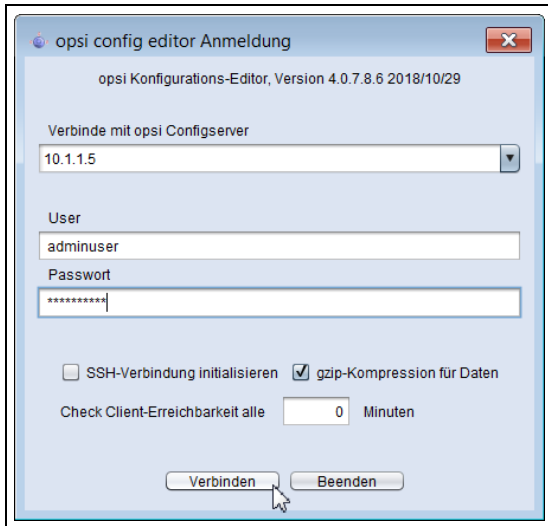 opsi config editor Anmeldung
opsi Konfigurations-Editor, Version 4.0.7.8.6 2018/10/29
Verbinde mit opsi Configserver
10.1.1.5
User
adminuser
Passwort
**********
SSH-Verbindung initialisieren gzip-Kompression für Daten
Check Client-Erreichbarkeit alle 0 Minuten
Verbinden Beenden